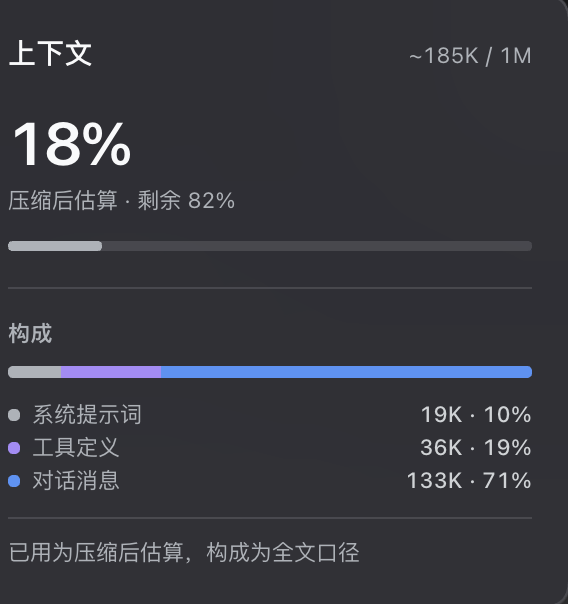 上下文 ~185K / 1M
18%
压缩后估算 · 剩余 82%
构成
系统提示词 19K · 10%
工具定义 36K · 19%
对话消息 133K · 71%
已用为压缩后估算，构成为全文口径